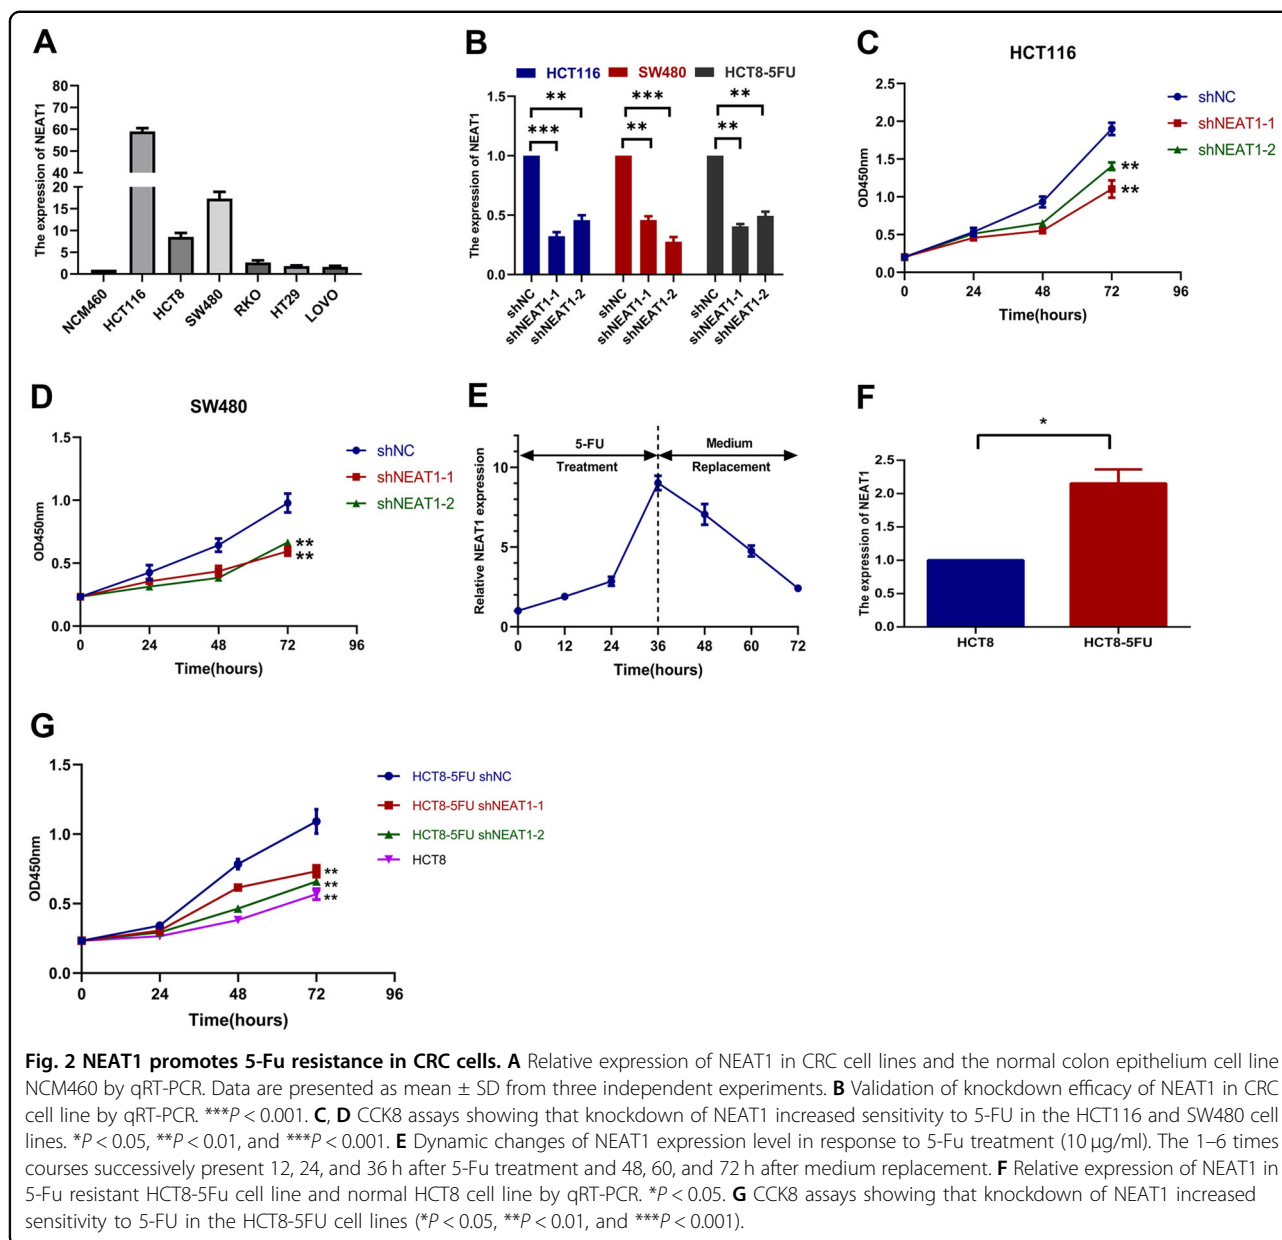 A
The expression of NEAT1
80
70
60
50
40
20
15
10
5
0
NCM460
HCT116
HCT8
SW480
RKO
HT29
LOVO
B
HCT116 SW480 HCT8-5FU
The expression of NEAT1
1.5
1.0
0.5
0.0
** *** **
*** ** **
shNC
shNEAT1-1
shNEAT1-2
shNC
shNEAT1-1
shNEAT1-2
shNC
shNEAT1-1
shNEAT1-2
C
HCT116
OD450nm
2.5
2.0
1.5
1.0
0.5
0.0
0 24 48 72 96
Time(hours)
shNC
shNEAT1-1
shNEAT1-2
**
**
D
SW480
OD450nm
1.5
1.0
0.5
0.0
0 24 48 72 96
Time(hours)
shNC
shNEAT1-1
shNEAT1-2
**
**
E
Relative NEAT1 expression
10
5
0
5-FU
Treatment
Medium
Replacement
0 12 24 36 48 60 72
Time(hours)
F
The expression of NEAT1
2.5
2.0
1.5
1.0
0.5
0.0
*
HCT8 HCT8-5FU
G
OD450nm
1.5
1.0
0.5
0.0
0 24 48 72 96
Time(hours)
HCT8-5FU shNC
HCT8-5FU shNEAT1-1
HCT8-5FU shNEAT1-2
HCT8
**
**
**
Fig. 2 NEAT1 promotes 5-Fu resistance in CRC cells. A Relative expression of NEAT1 in CRC cell lines and the normal colon epithelium cell line
NCM460 by qRT-PCR. Data are presented as mean ± SD from three independent experiments. B Validation of knockdown efficacy of NEAT1 in CRC
cell line by qRT-PCR. ***P < 0.001. C, D CCK8 assays showing that knockdown of NEAT1 increased sensitivity to 5-FU in the HCT116 and SW480 cell
lines. *P < 0.05, **P < 0.01, and ***P < 0.001. E Dynamic changes of NEAT1 expression level in response to 5-Fu treatment (10 µg/ml). The 1–6 times
courses successively present 12, 24, and 36 h after 5-Fu treatment and 48, 60, and 72 h after medium replacement. F Relative expression of NEAT1 in
5-Fu resistant HCT8-5Fu cell line and normal HCT8 cell line by qRT-PCR. *P < 0.05. G CCK8 assays showing that knockdown of NEAT1 increased
sensitivity to 5-FU in the HCT8-5FU cell lines (*P < 0.05, **P < 0.01, and ***P < 0.001).